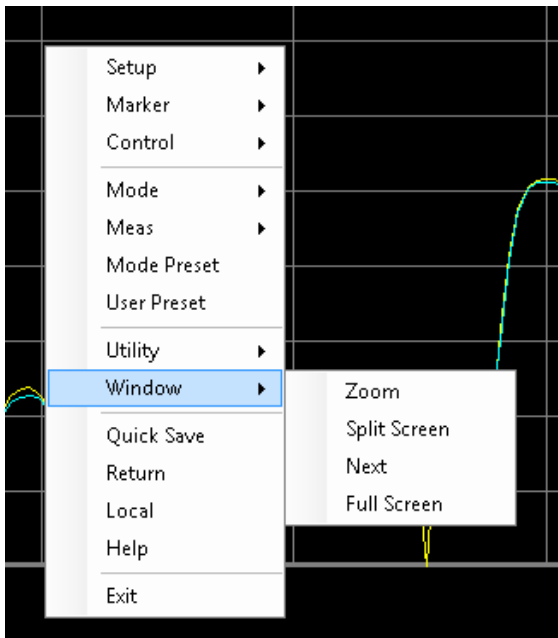 Setup
Marker
Control
Mode
Meas
Mode Preset
User Preset
Utility
Window
Zoom
Split Screen
Next
Full Screen
Quick Save
Return
Local
Help
Exit